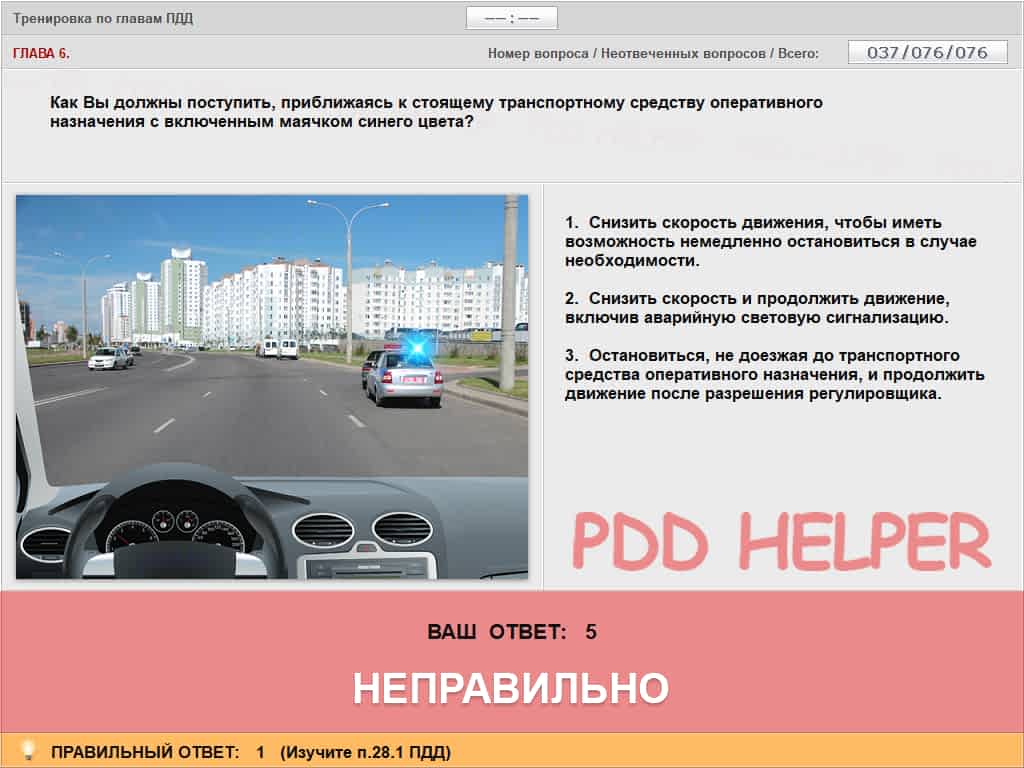 Тренировка по главам ПДД
—— : ——
ГЛАВА 6.
Номер вопроса / Неотвеченных вопросов / Всего:
037/076/076
Как Вы должны поступить, приближаясь к стоящему транспортному средству оперативного
назначения с включенным маячком синего цвета?
1. Снизить скорость движения, чтобы иметь
возможность немедленно остановиться в случае
необходимости.
2. Снизить скорость и продолжить движение,
включив аварийную световую сигнализацию.
3. Остановиться, не доезжая до транспортного
средства оперативного назначения, и продолжить
движение после разрешения регулировщика.
PDD HELPER
ВАШ ОТВЕТ: 5
НЕПРАВИЛЬНО
ПРАВИЛЬНЫЙ ОТВЕТ: 1 (Изучите п.28.1 ПДД)